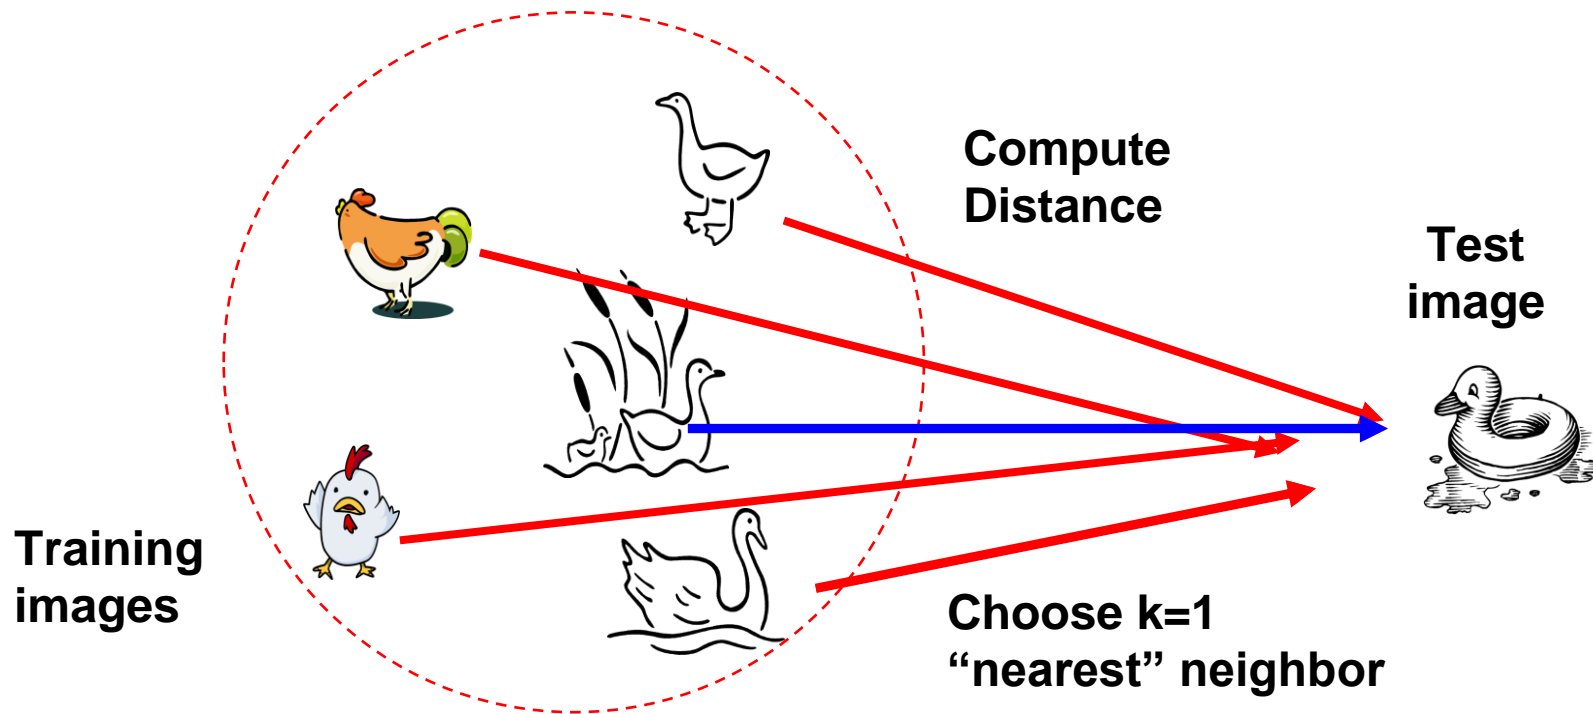 Compute
Distance
Test
image
Training
images
Choose k=1
“nearest” neighbor